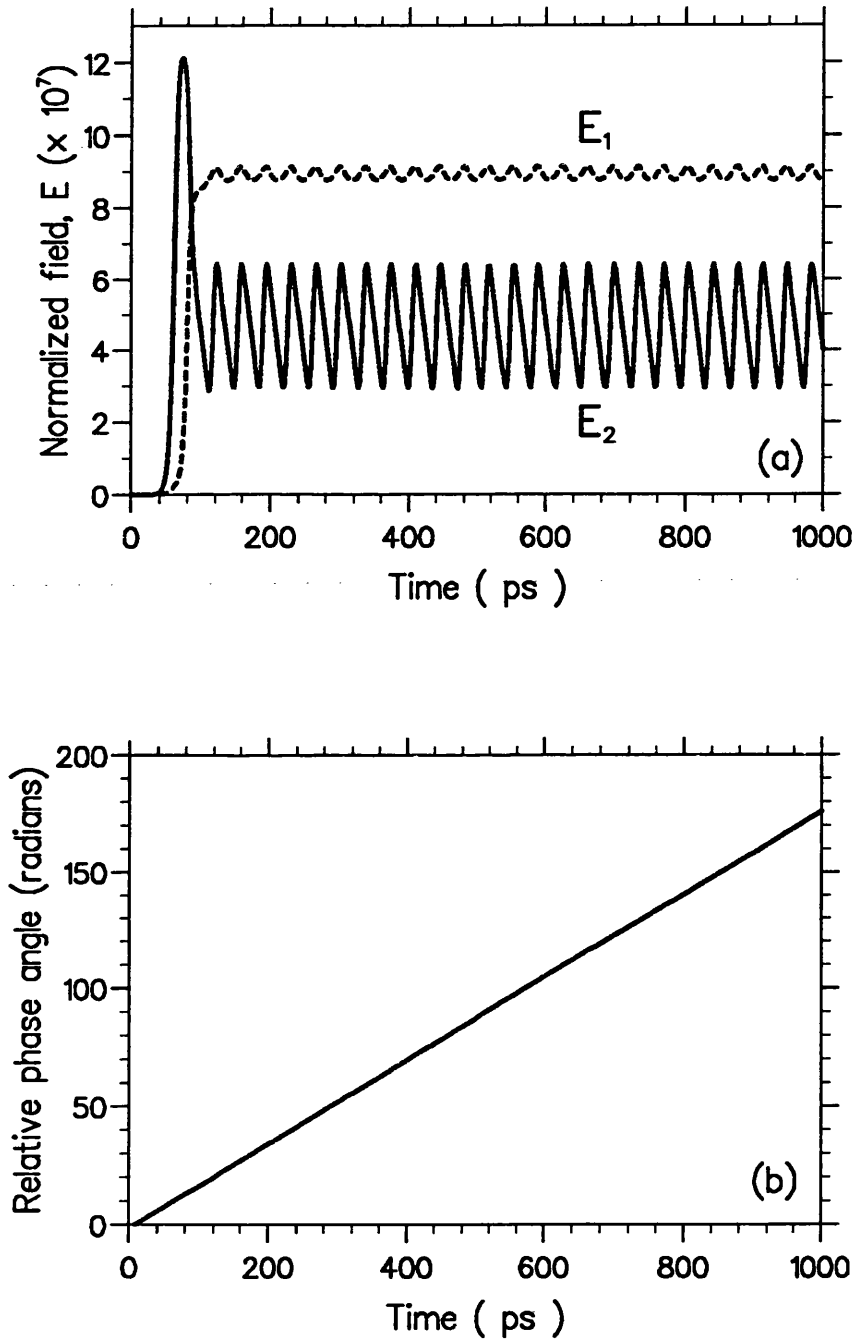 12
10
8
6
4
2
0
Normalized field, E (× 10⁷)
E₁
E₂
(a)
0 200 400 600 800 1000
Time ( ps )
200
150
100
50
0
Relative phase angle (radians)
(b)
0 200 400 600 800 1000
Time ( ps )